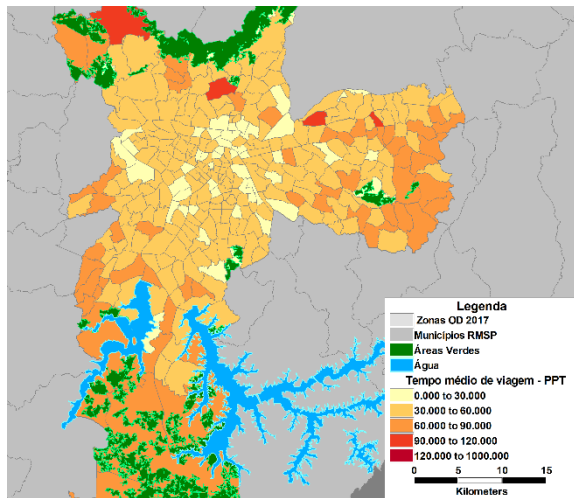 Legenda
Zonas OD 2017
Municípios RMSP
Áreas Verdes
Água
Tempo médio de viagem - PPT
0.000 to 30.000
30.000 to 60.000
60.000 to 90.000
90.000 to 120.000
120.000 to 1000.000
0 5 10 15
Kilometers